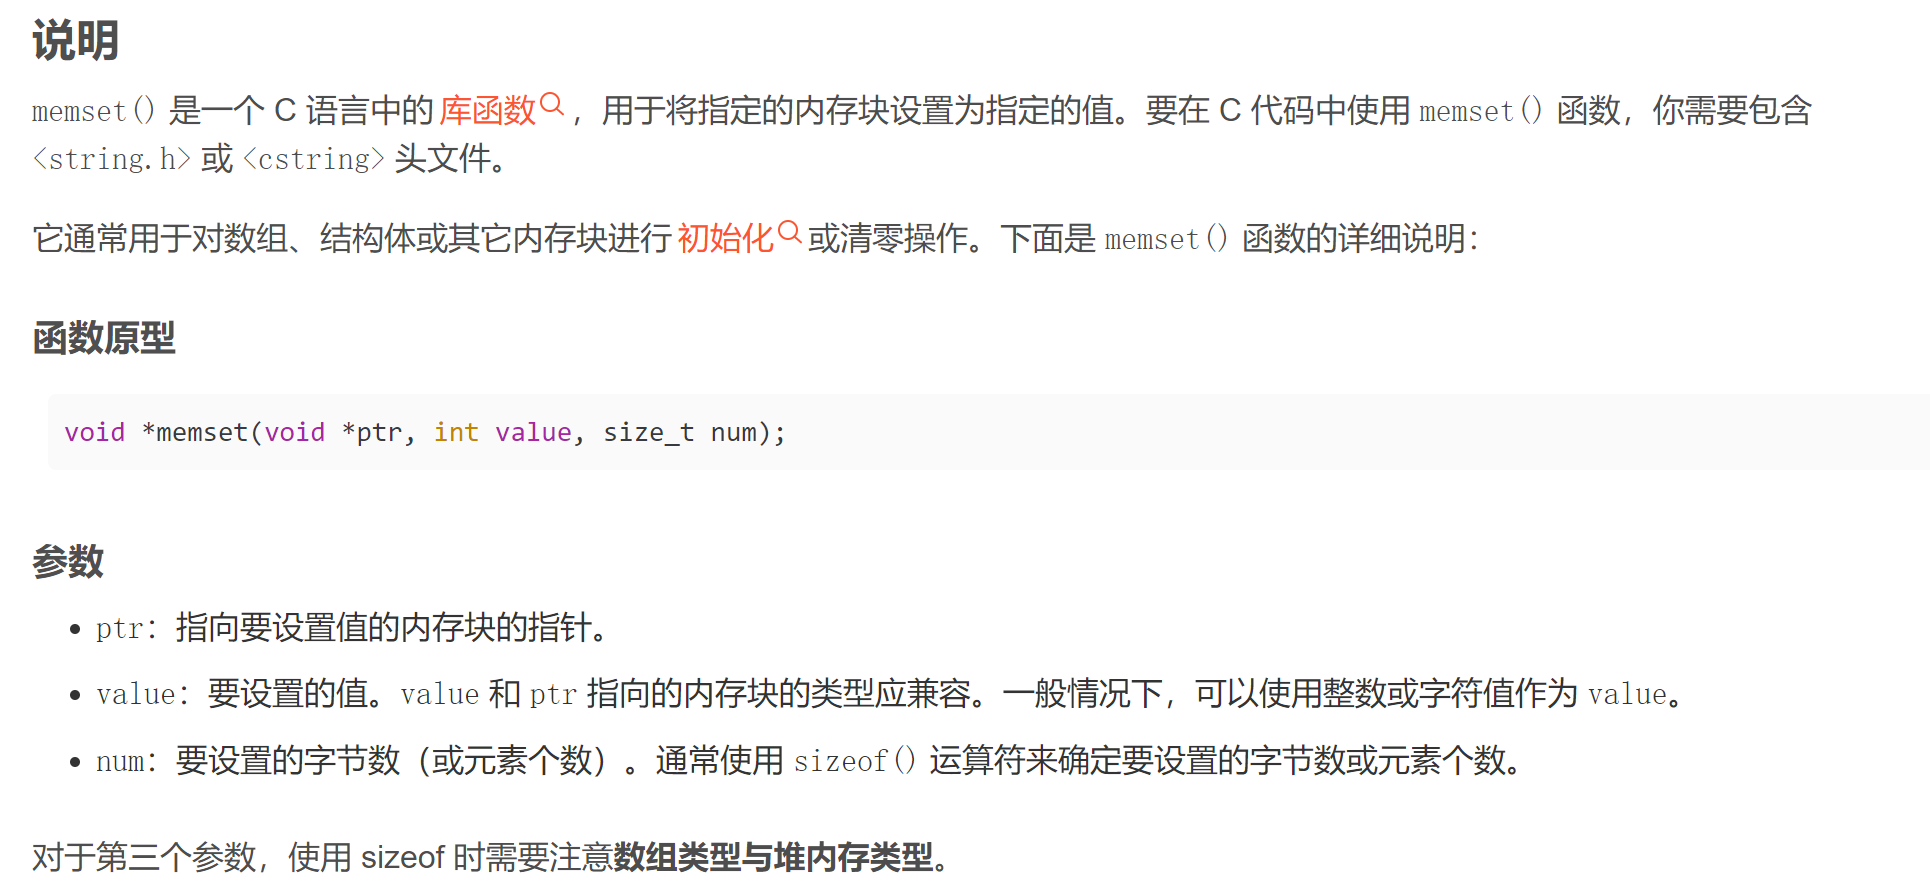 说明
memset() 是一个 C 语言中的 库函数 ，用于将指定的内存块设置为指定的值。要在 C 代码中使用 memset() 函数，你需要包含
<string.h> 或 <cstring> 头文件。
它通常用于对数组、结构体或其它内存块进行 初始化 或清零操作。下面是 memset() 函数的详细说明：
函数原型
void *memset(void *ptr, int value, size_t num);
参数
• ptr：指向要设置值的内存块的指针。
• value：要设置的值。value 和 ptr 指向的内存块的类型应兼容。一般情况下，可以使用整数或字符值作为 value。
• num：要设置的字节数（或元素个数）。通常使用 sizeof() 运算符来确定要设置的字节数或元素个数。
对于第三个参数，使用 sizeof 时需要注意数组类型与堆内存类型。